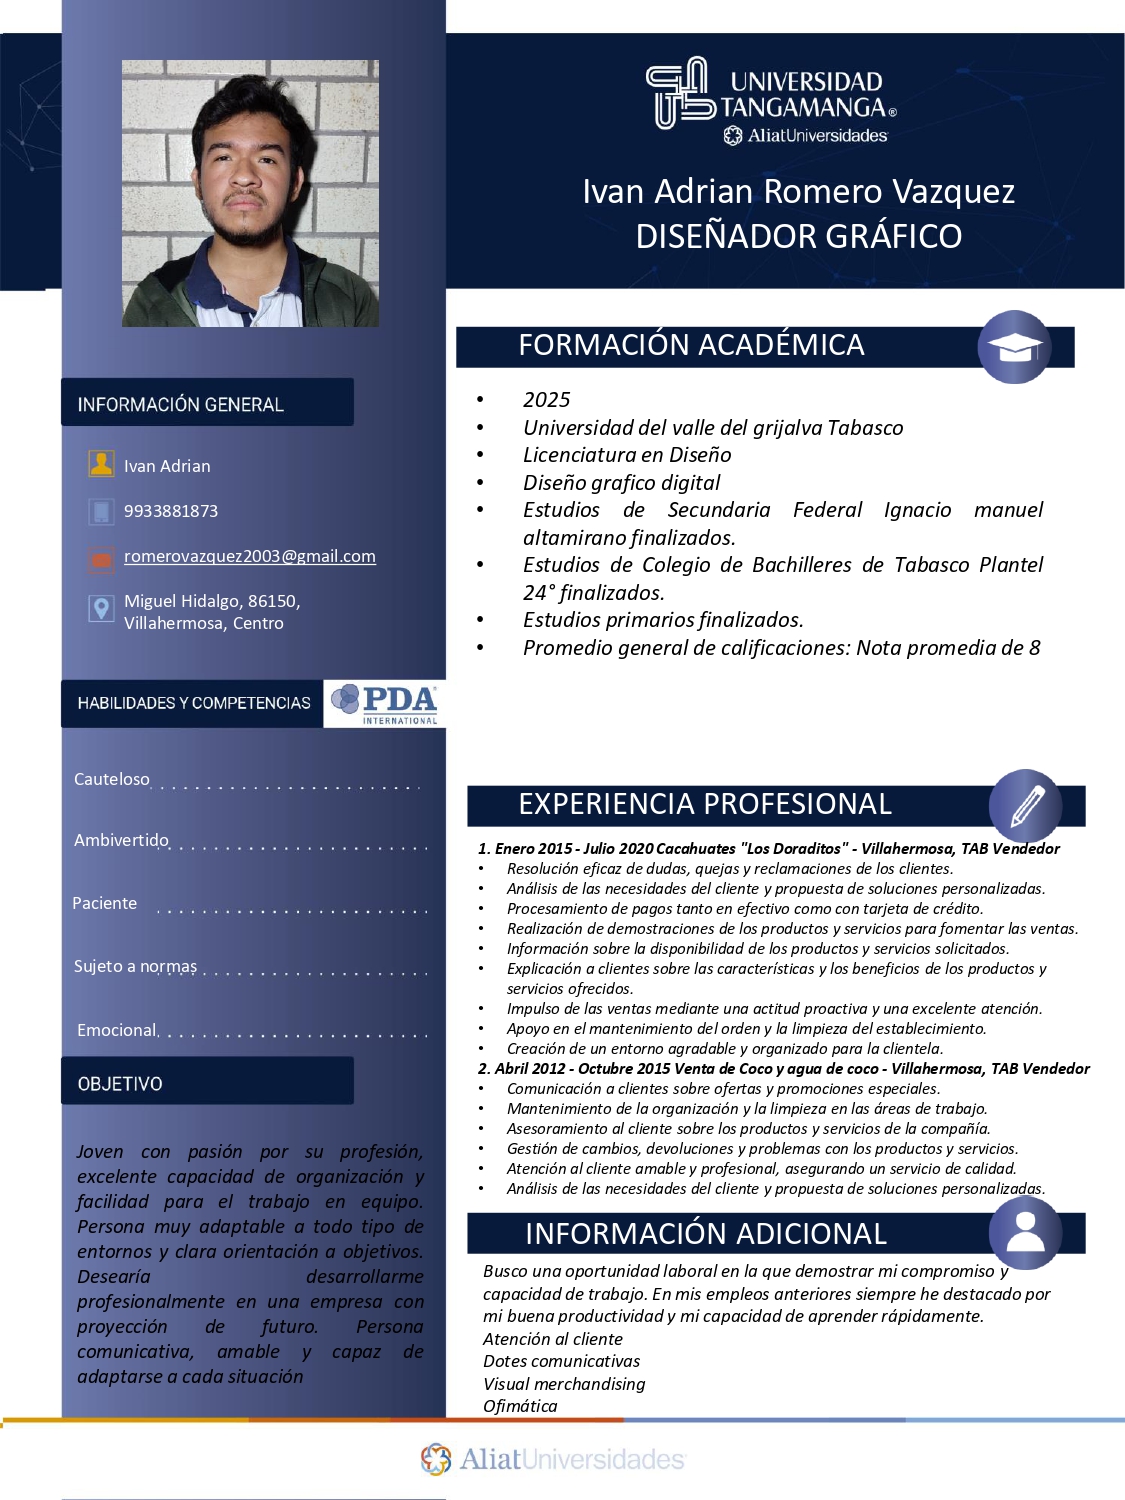 UNIVERSIDAD
TANGAMANGA®
AliatUniversidades
Ivan Adrian Romero Vazquez
DISEÑADOR GRÁFICO
INFORMACIÓN GENERAL
Ivan Adrian
9933881873
romerovazquez2003@gmail.com
Miguel Hidalgo, 86150,
Villahermosa, Centro
HABILIDADES Y COMPETENCIAS
PDA
INTERNATIONAL
Cauteloso
Ambivertido
Paciente
Sujeto a normas
Emocional
OBJETIVO
Joven con pasión por su profesión,
excelente capacidad de organización y
facilidad para el trabajo en equipo.
Persona muy adaptable a todo tipo de
entornos y clara orientación a objetivos.
Desearía desarrollarme
profesionalmente en una empresa con
proyección de futuro. Persona
comunicativa, amable y capaz de
adaptarse a cada situación
FORMACIÓN ACADÉMICA
• 2025
• Universidad del valle del grijalva Tabasco
• Licenciatura en Diseño
• Diseño grafico digital
• Estudios de Secundaria Federal Ignacio manuel
altamirano finalizados.
• Estudios de Colegio de Bachilleres de Tabasco Plantel
24° finalizados.
• Estudios primarios finalizados.
• Promedio general de calificaciones: Nota promedia de 8
EXPERIENCIA PROFESIONAL
1. Enero 2015 - Julio 2020 Cacahuates "Los Doraditos" - Villahermosa, TAB Vendedor
• Resolución eficaz de dudas, quejas y reclamaciones de los clientes.
• Análisis de las necesidades del cliente y propuesta de soluciones personalizadas.
• Procesamiento de pagos tanto en efectivo como con tarjeta de crédito.
• Realización de demostraciones de los productos y servicios para fomentar las ventas.
• Información sobre la disponibilidad de los productos y servicios solicitados.
• Explicación a clientes sobre las características y los beneficios de los productos y
servicios ofrecidos.
• Impulso de las ventas mediante una actitud proactiva y una excelente atención.
• Apoyo en el mantenimiento del orden y la limpieza del establecimiento.
• Creación de un entorno agradable y organizado para la clientela.
2. Abril 2012 - Octubre 2015 Venta de Coco y agua de coco - Villahermosa, TAB Vendedor
• Comunicación a clientes sobre ofertas y promociones especiales.
• Mantenimiento de la organización y la limpieza en las áreas de trabajo.
• Asesoramiento al cliente sobre los productos y servicios de la compañía.
• Gestión de cambios, devoluciones y problemas con los productos y servicios.
• Atención al cliente amable y profesional, asegurando un servicio de calidad.
• Análisis de las necesidades del cliente y propuesta de soluciones personalizadas.
INFORMACIÓN ADICIONAL
Busco una oportunidad laboral en la que demostrar mi compromiso y
capacidad de trabajo. En mis empleos anteriores siempre he destacado por
mi buena productividad y mi capacidad de aprender rápidamente.
Atención al cliente
Dotes comunicativas
Visual merchandising
Ofimática
AliatUniversidades